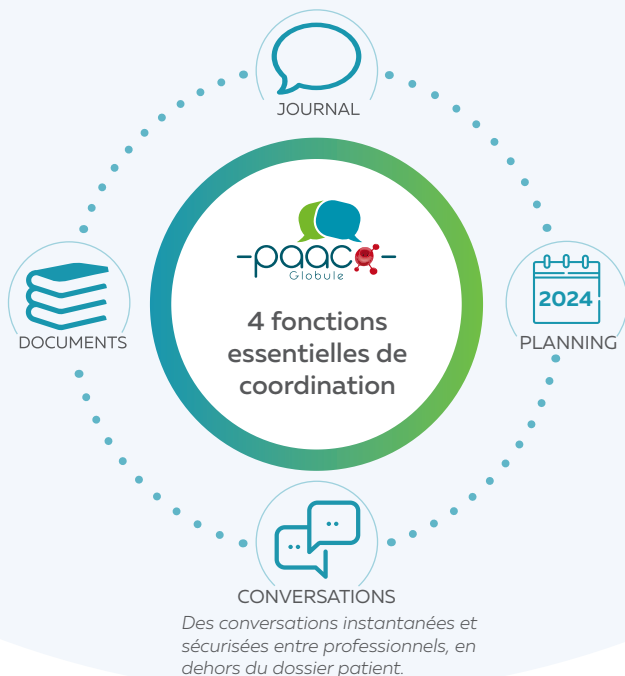 JOURNAL
-paaco-
Globule
4 fonctions
essentielles de
coordination
DOCUMENTS
2024
PLANNING
CONVERSATIONS
Des conversations instantanées et
sécurisées entre professionnels, en
dehors du dossier patient.